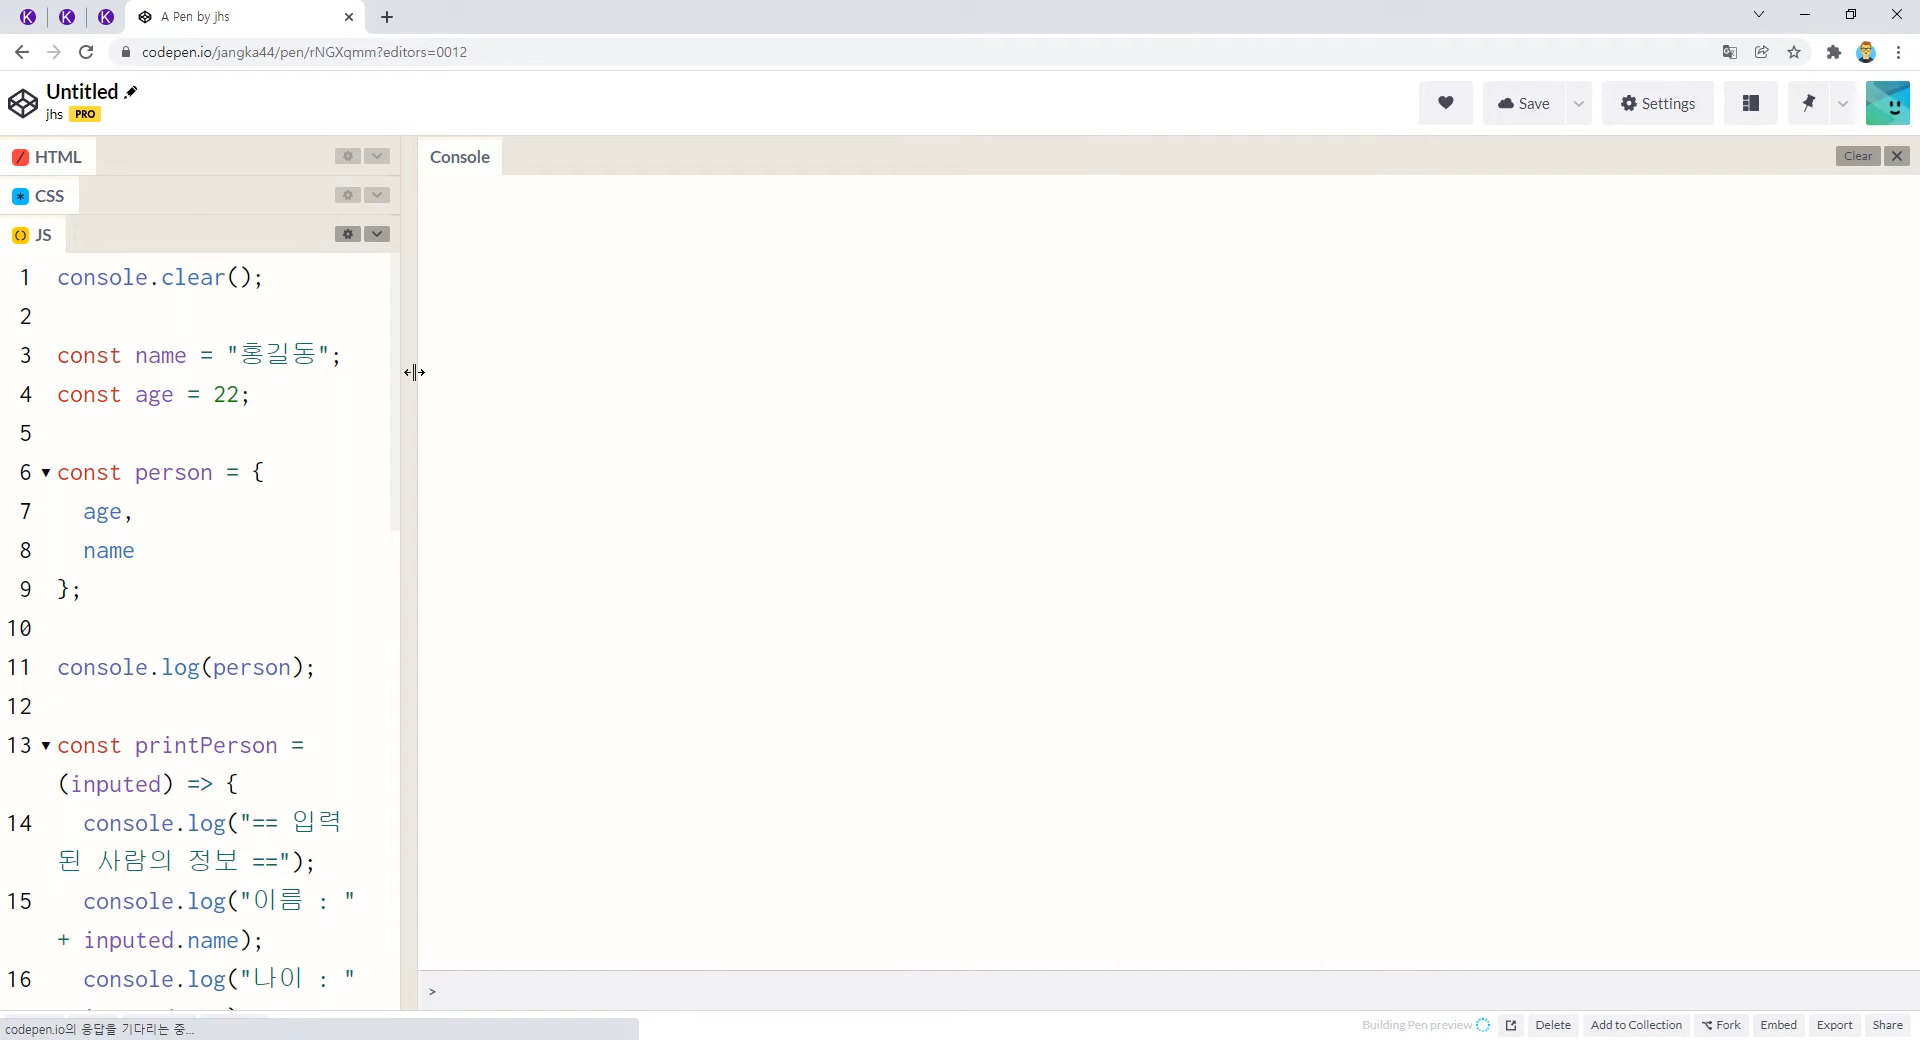 A Pen by jhs
codepen.io/jangka44/pen/rNGXqmm?editors=0012
Untitled
jhs PRO
Save
Settings
HTML
CSS
JS
Console
Clear
1 console.clear();
2
3 const name = "홍길동";
4 const age = 22;
5
6 const person = {
7 age,
8 name
9 };
10
11 console.log(person);
12
13 const printPerson =
(inputed) => {
14 console.log("== 입력
된 사람의 정보 ==");
15 console.log("이름 : "
+ inputed.name);
16 console.log("나이 : "
>
codepen.io의 응답을 기다리는 중...
Building Pen preview
Delete
Add to Collection
Fork
Embed
Export
Share